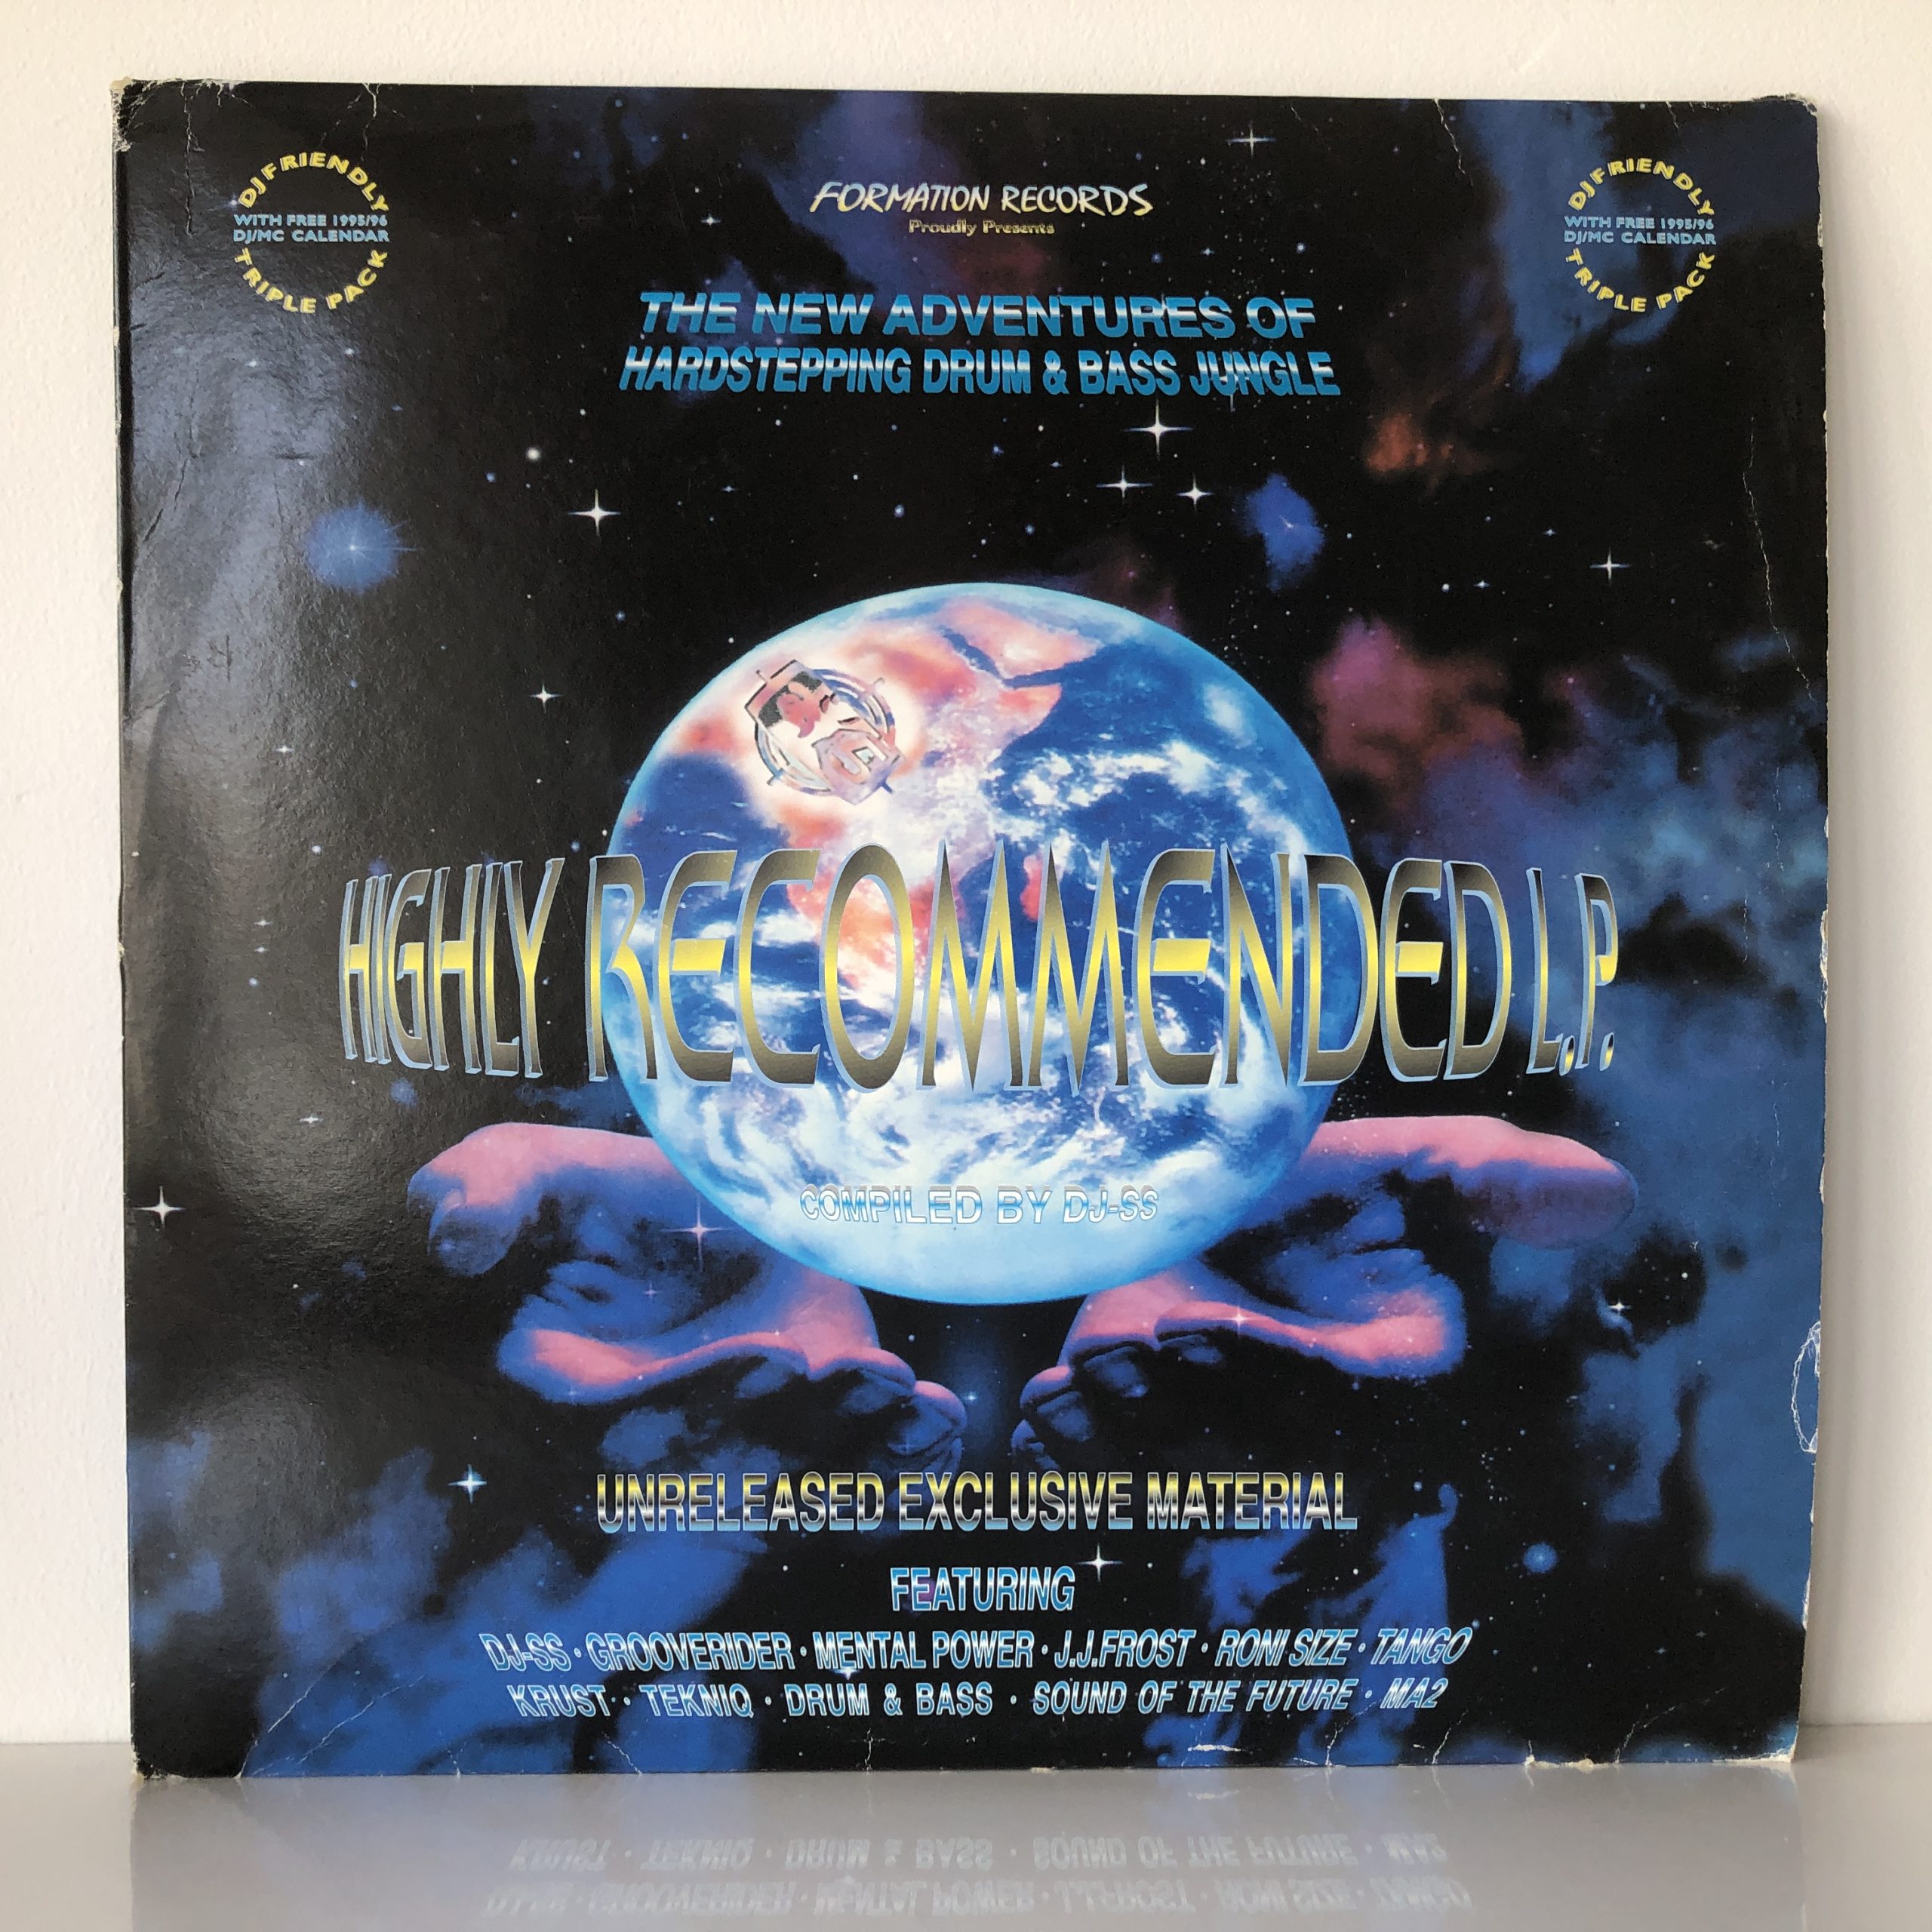 DJ FRIENDLY
WITH FREE 1995/96
DJ/MC CALENDAR
TRIPLE PACK
FORMATION RECORDS
Proudly Presents
DJ FRIENDLY
WITH FREE 1995/96
DJ/MC CALENDAR
TRIPLE PACK
THE NEW ADVENTURES OF
HARDSTEPPING DRUM & BASS JUNGLE
HIGHLY RECOMMENDED L.P.
COMPILED BY DJ-SS
UNRELEASED EXCLUSIVE MATERIAL
FEATURING
DJ-SS · GROOVERIDER · MENTAL POWER · J.J.FROST · RONI SIZE · TANGO
KRUST · TEKNIQ · DRUM & BASS · SOUND OF THE FUTURE · MA2